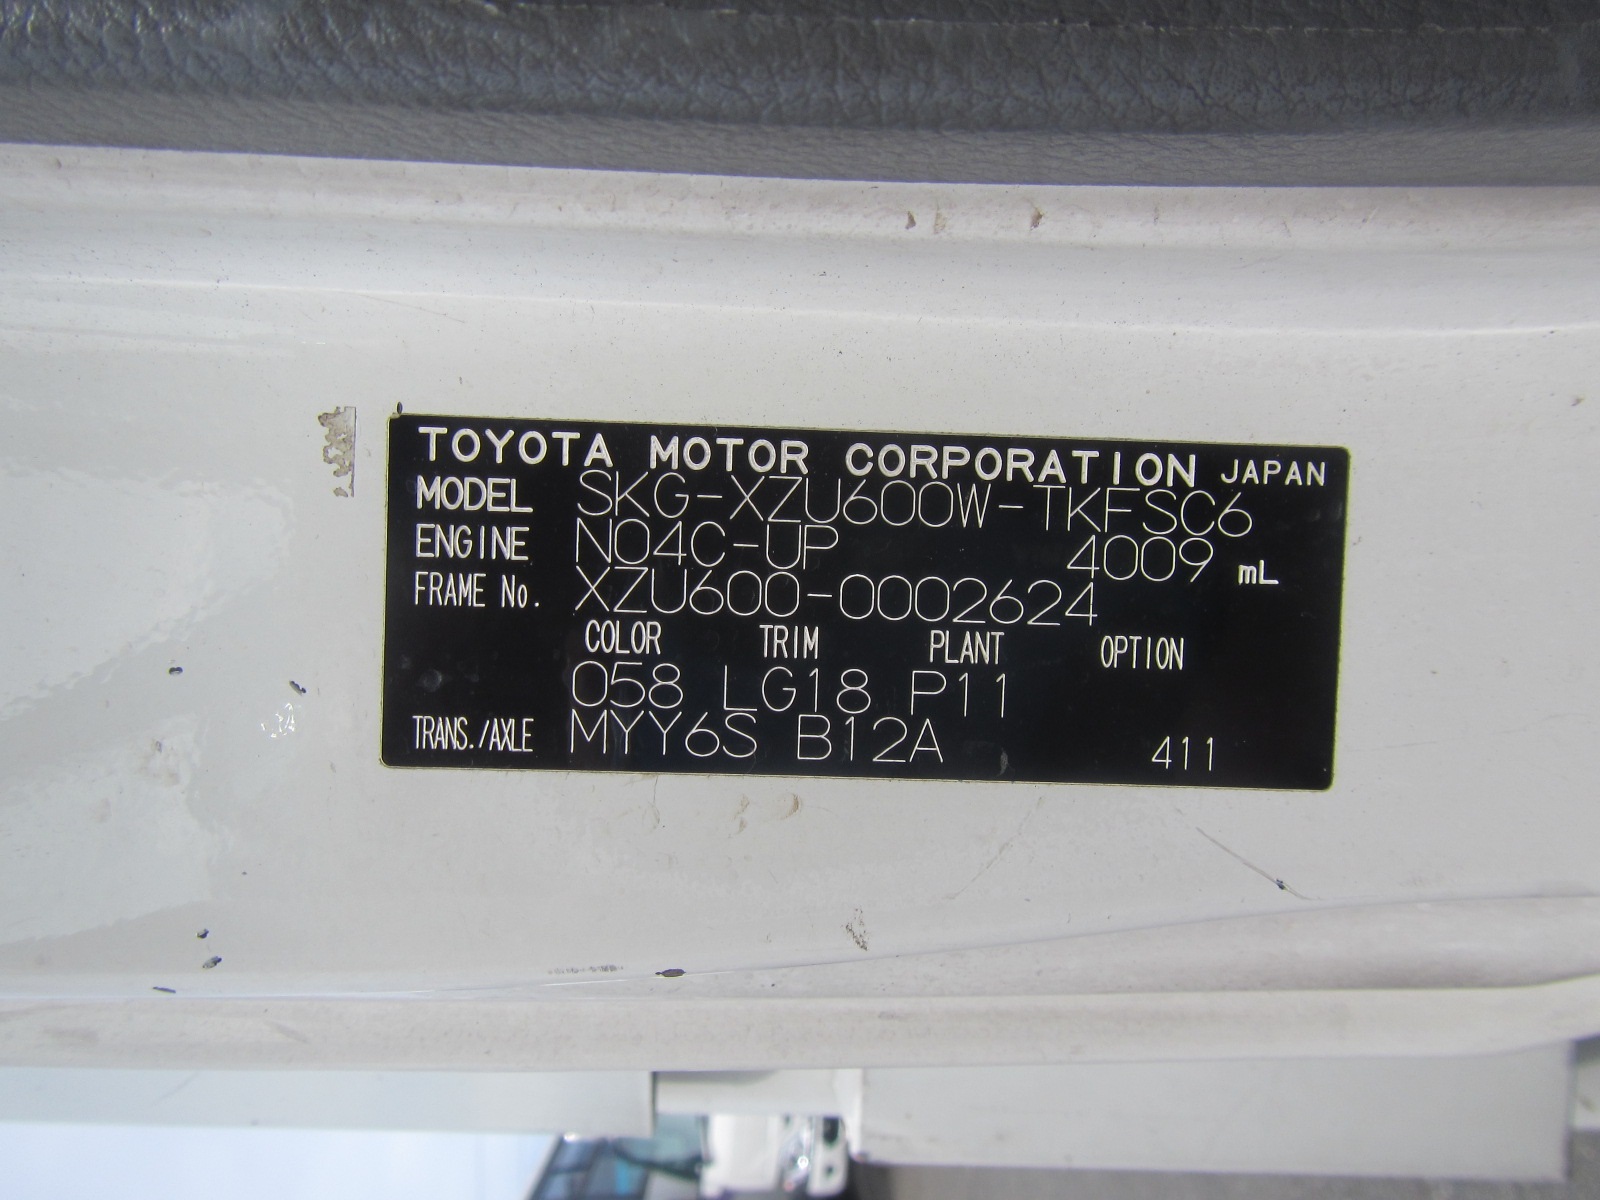 TOYOTA MOTOR CORPORATION JAPAN
MODEL SKG-XZU600W-TKFSC6
ENGINE N04C-UP 4009 mL
FRAME No. XZU600-0002624
COLOR TRIM PLANT OPTION
058 LG18 P11
TRANS./AXLE MYY6S B12A 411